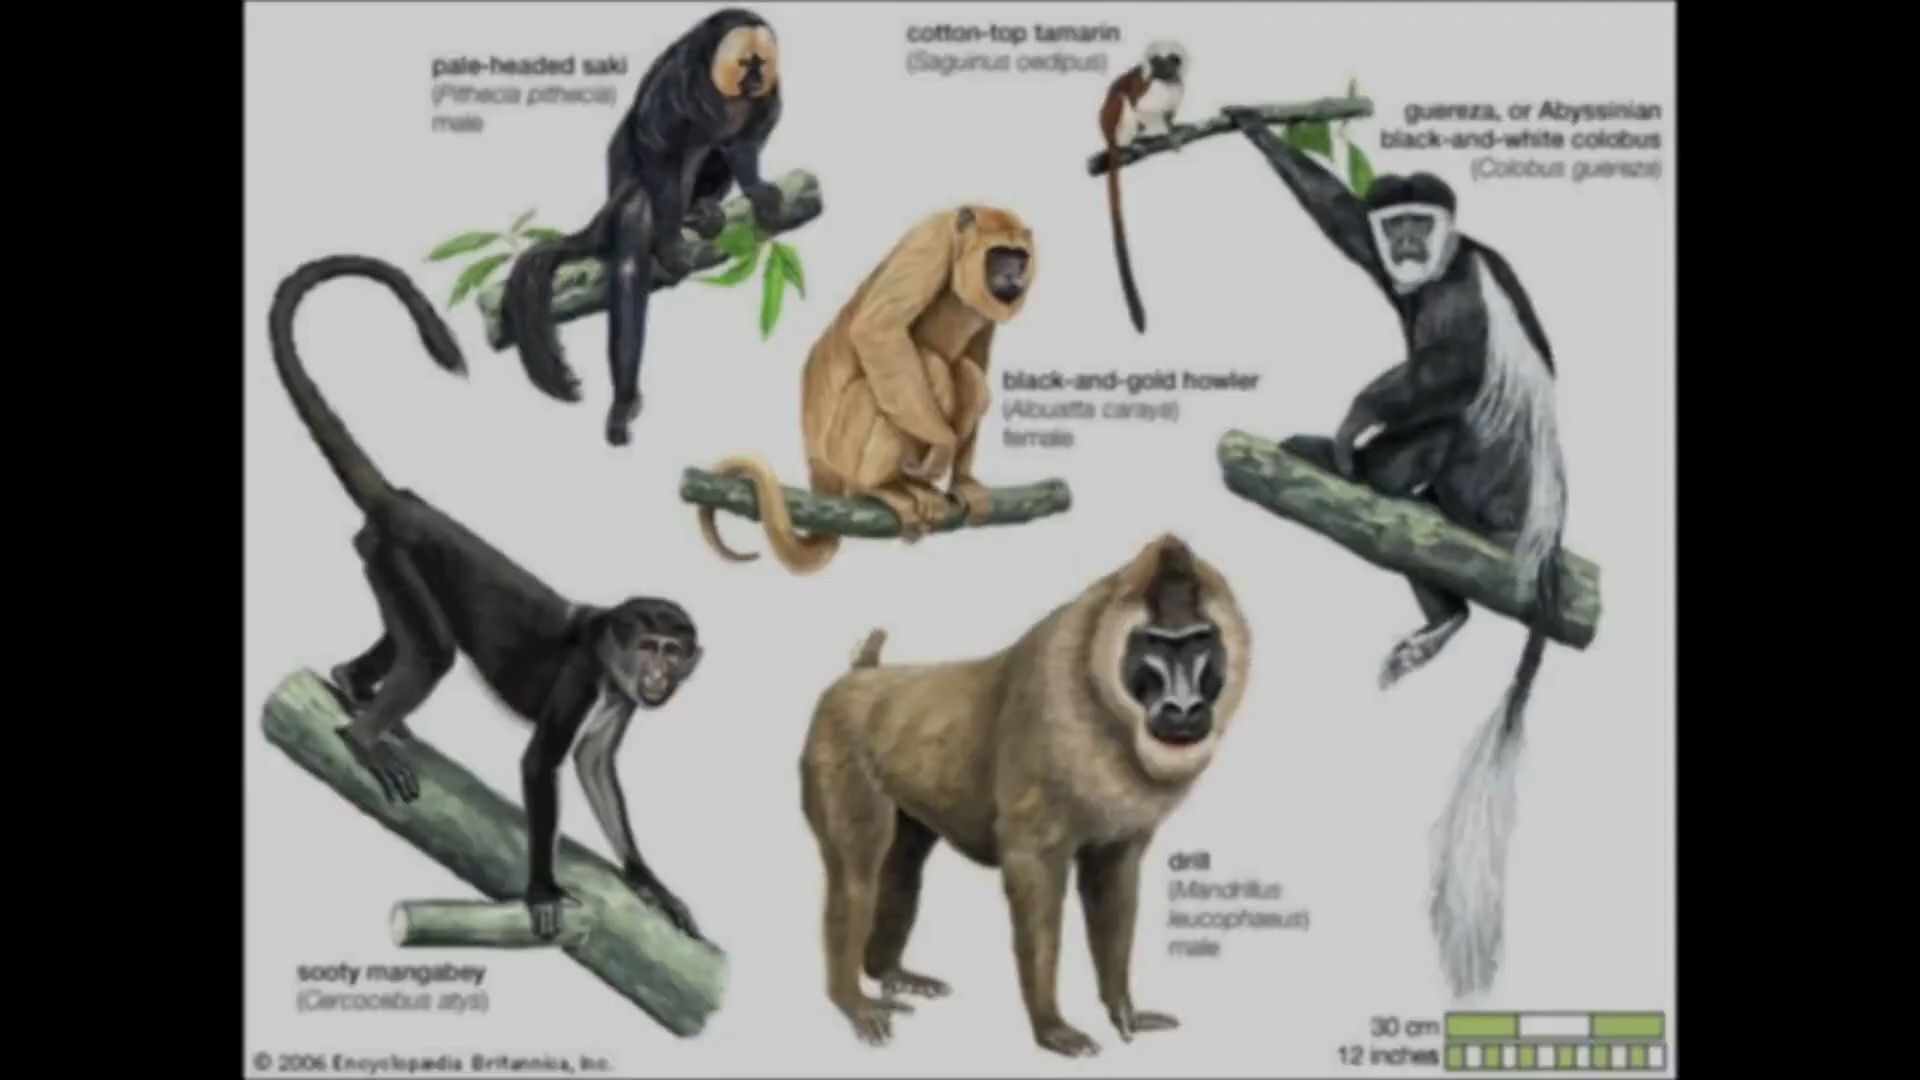 pale-headed saki
(Pithecia pithecia)
male
cotton-top tamarin
(Saguinus oedipus)
guereza, or Abyssinian
black-and-white colobus
(Colobus guereza)
black-and-gold howler
(Alouatta caraya)
female
drill
(Mandrillus
leucophaeus)
male
sooty mangabey
(Cercocebus atys)
30 cm
12 inches
© 2006 Encyclopædia Britannica, Inc.